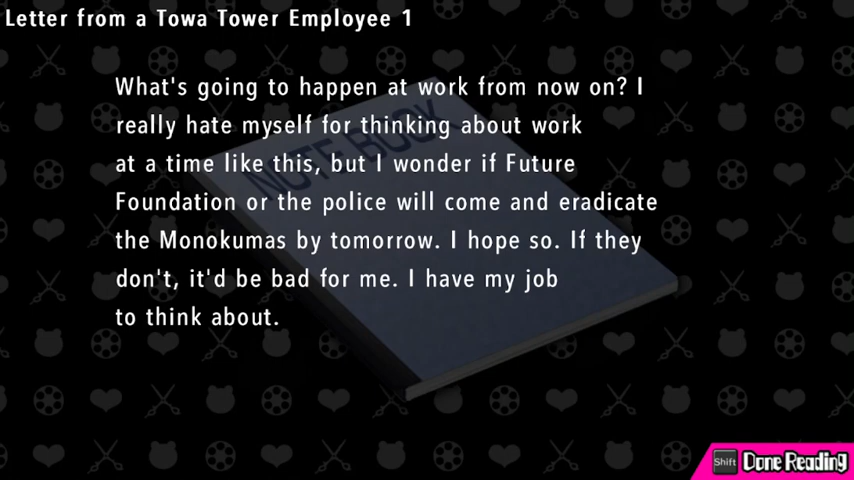 Letter from a Towa Tower Employee 1
What's going to happen at work from now on? I
really hate myself for thinking about work
at a time like this, but I wonder if Future
Foundation or the police will come and eradicate
the Monokumas by tomorrow. I hope so. If they
don't, it'd be bad for me. I have my job
to think about.
NOTEBOOK
Shift Done Reading